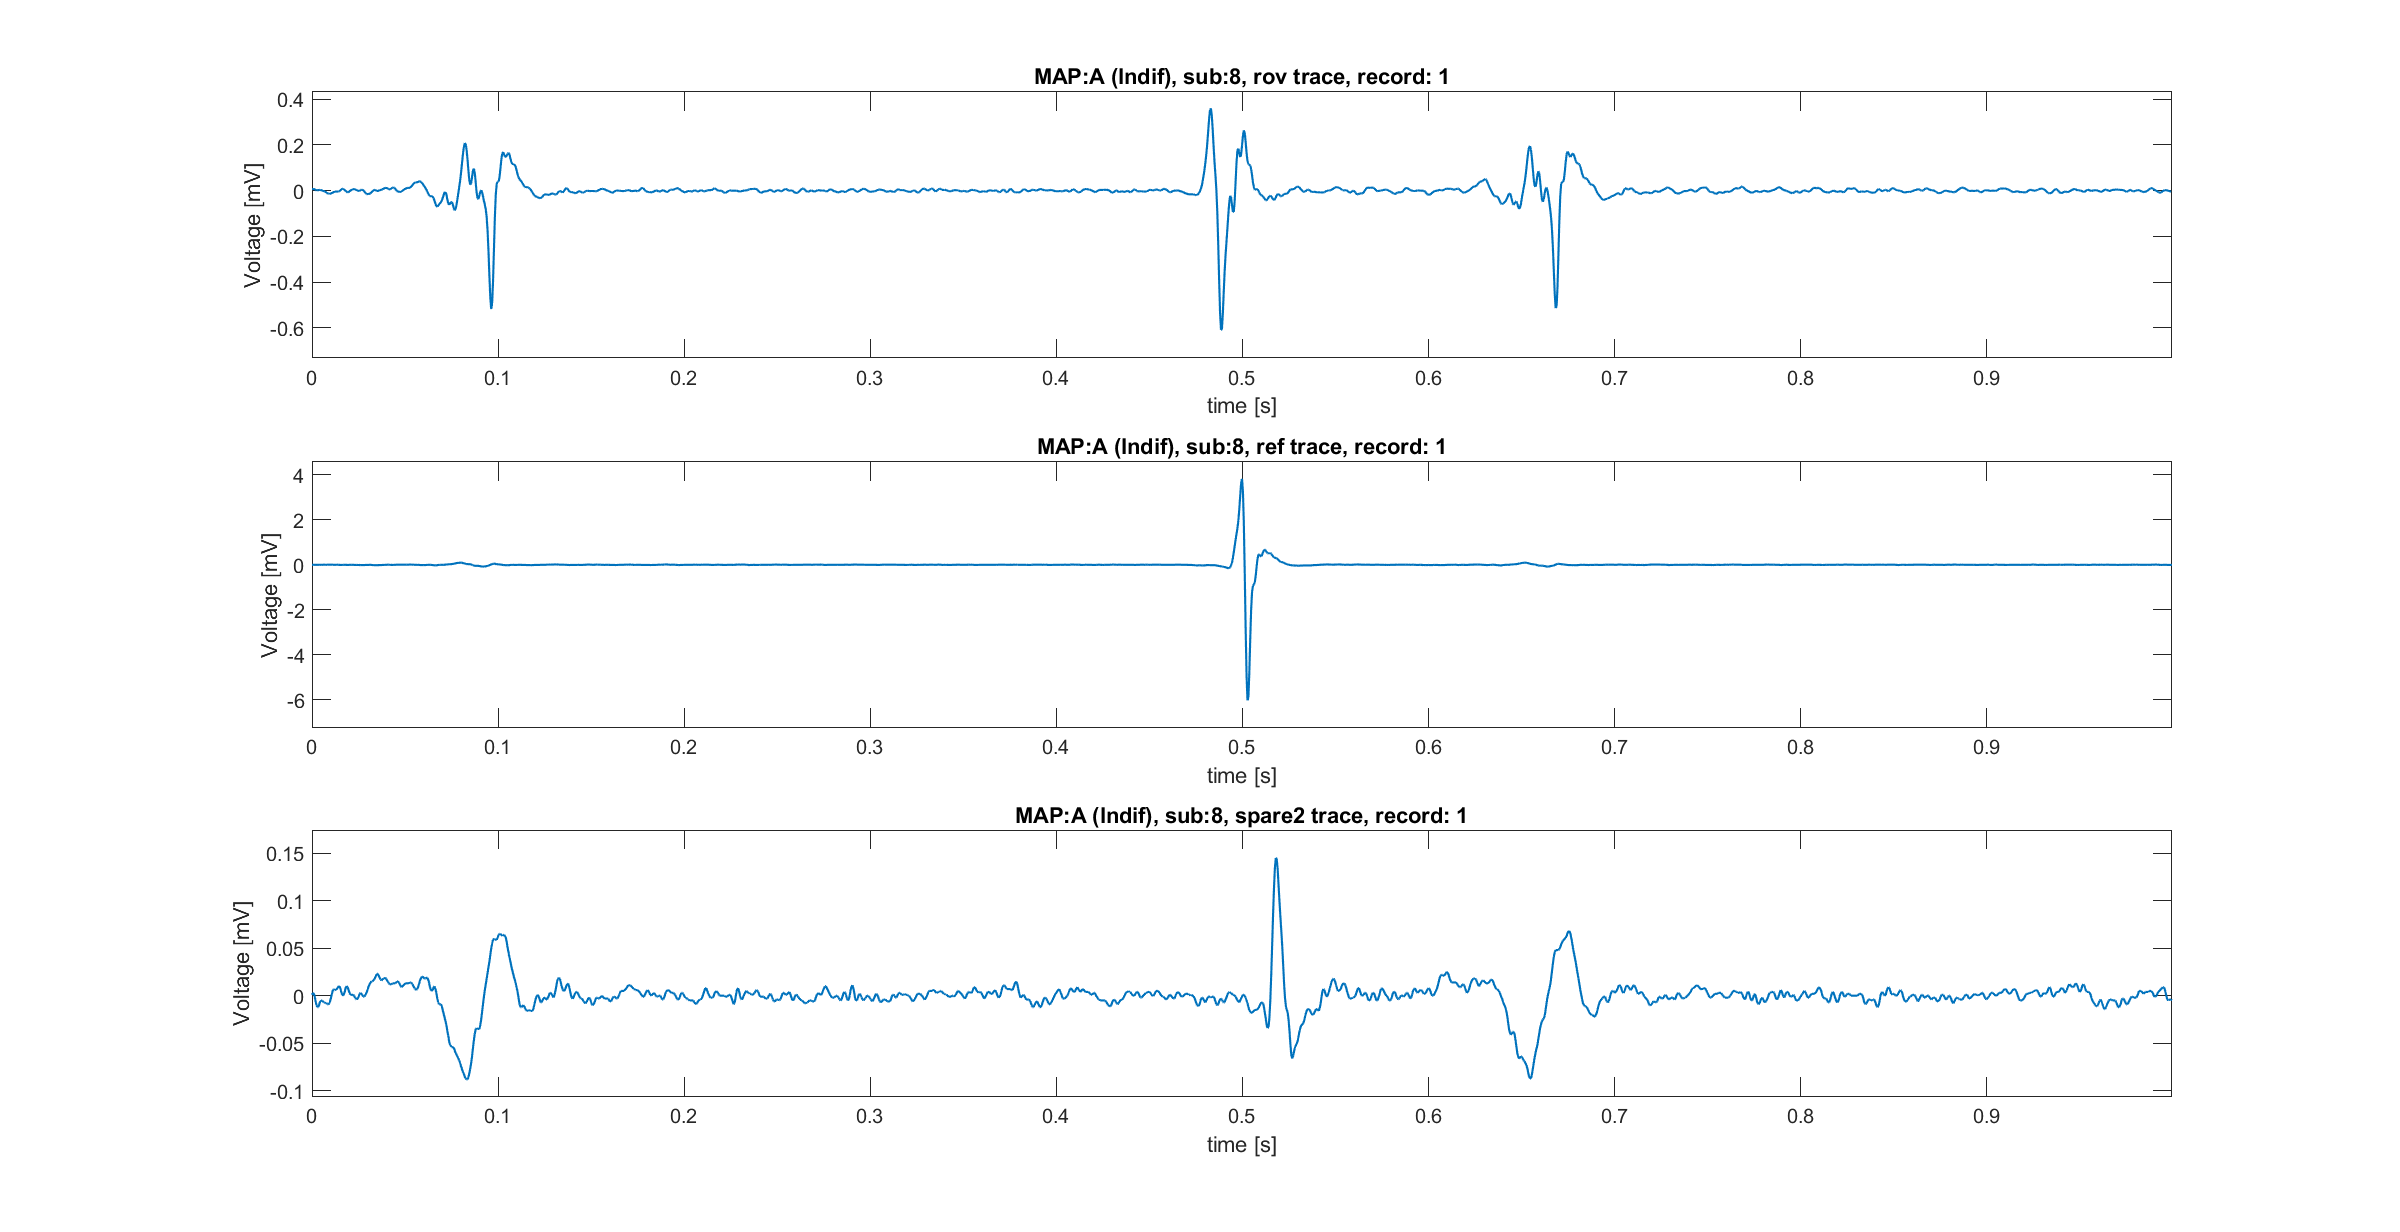 MAP:A (Indif), sub:8, rov trace, record: 1
0.4
0.2
0
-0.2
-0.4
-0.6
Voltage [mV]
0 0.1 0.2 0.3 0.4 0.5 0.6 0.7 0.8 0.9
time [s]
MAP:A (Indif), sub:8, ref trace, record: 1
4
2
0
-2
-4
-6
Voltage [mV]
0 0.1 0.2 0.3 0.4 0.5 0.6 0.7 0.8 0.9
time [s]
MAP:A (Indif), sub:8, spare2 trace, record: 1
0.15
0.1
0.05
0
-0.05
-0.1
Voltage [mV]
0 0.1 0.2 0.3 0.4 0.5 0.6 0.7 0.8 0.9
time [s]